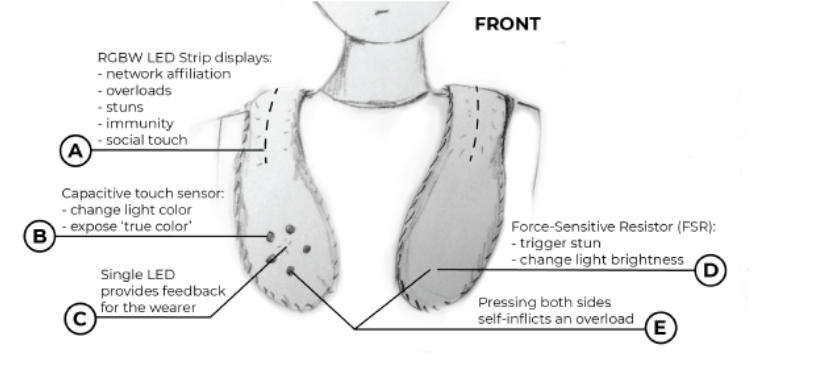 FRONT
RGBW LED Strip displays:
- network affiliation
- overloads
- stuns
- immunity
- social touch
A
Capacitive touch sensor:
- change light color
- expose ‘true color’
B
Single LED
provides feedback
for the wearer
C
Force-Sensitive Resistor (FSR):
- trigger stun
- change light brightness
D
Pressing both sides
self-inflicts an overload
E